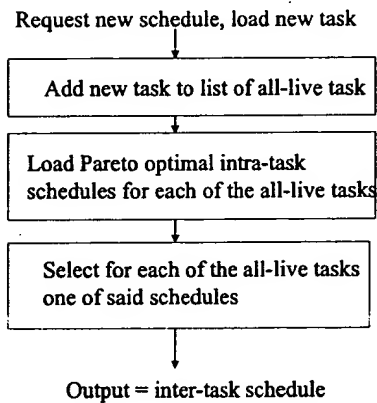 Request new schedule, load new task
Add new task to list of all-live task
Load Pareto optimal intra-task
schedules for each of the all-live tasks
Select for each of the all-live tasks
one of said schedules
Output = inter-task schedule